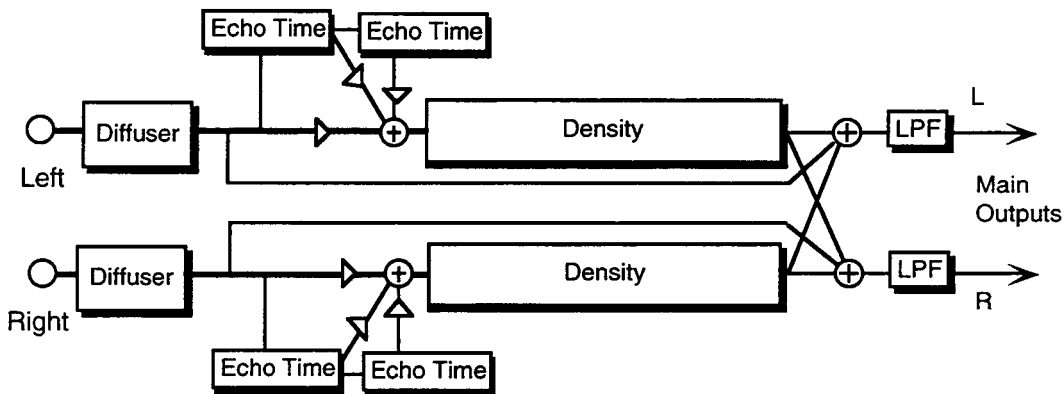 Echo Time
Echo Time
Diffuser
Density
LPF
L
Left
Main
Outputs
Diffuser
Density
LPF
R
Right
Echo Time
Echo Time